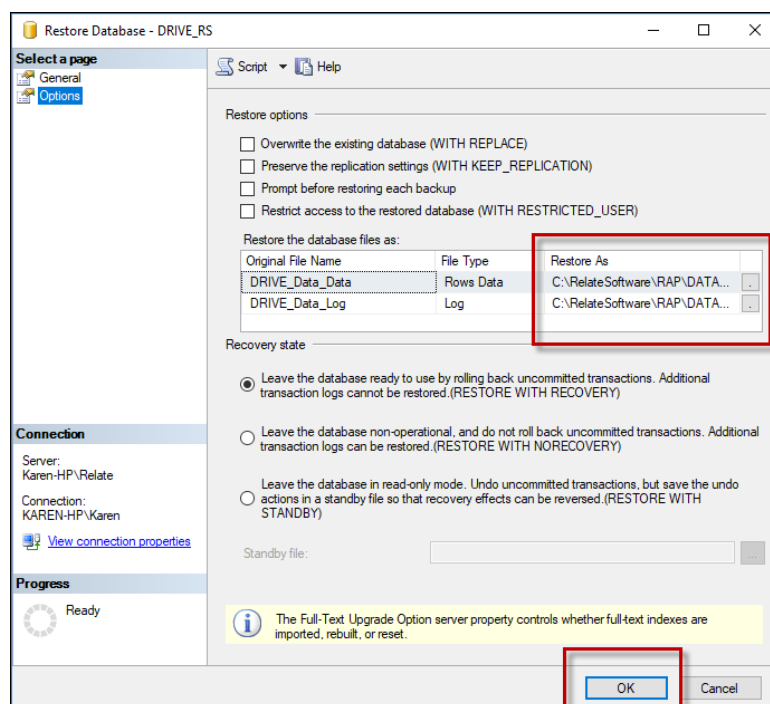 Restore Database - DRIVE_RS
Select a page
General
Options
Script
Help
Restore options
Overwrite the existing database (WITH REPLACE)
Preserve the replication settings (WITH KEEP_REPLICATION)
Prompt before restoring each backup
Restrict access to the restored database (WITH RESTRICTED_USER)
Restore the database files as:
Original File Name File Type Restore As
DRIVE_Data_Data Rows Data C:\RelateSoftware\RAP\DATA... .
DRIVE_Data_Log Log C:\RelateSoftware\RAP\DATA... .
Recovery state
Leave the database ready to use by rolling back uncommitted transactions. Additional
transaction logs cannot be restored.(RESTORE WITH RECOVERY)
Leave the database non-operational, and do not roll back uncommitted transactions. Additional
transaction logs can be restored.(RESTORE WITH NORECOVERY)
Leave the database in read-only mode. Undo uncommitted transactions, but save the undo
actions in a standby file so that recovery effects can be reversed.(RESTORE WITH
STANDBY)
Standby file:
...
Connection
Server:
Karen-HP\Relate
Connection:
KAREN-HP\Karen
View connection properties
Progress
Ready
The Full-Text Upgrade Option server property controls whether full-text indexes are
imported, rebuilt, or reset.
OK
Cancel